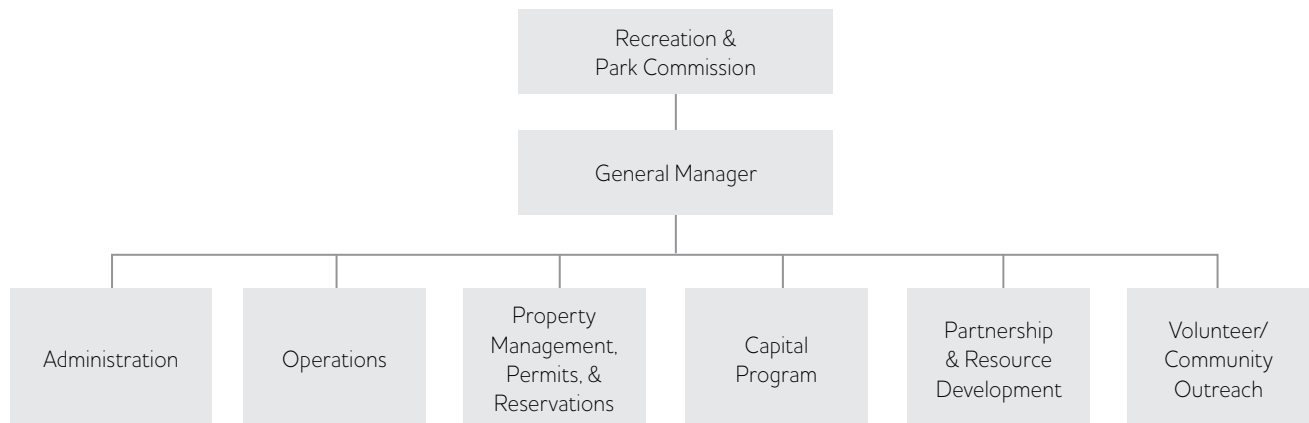 Recreation &
Park Commission
General Manager
Administration
Operations
Property
Management,
Permits, &
Reservations
Capital
Program
Partnership
& Resource
Development
Volunteer/
Community
Outreach